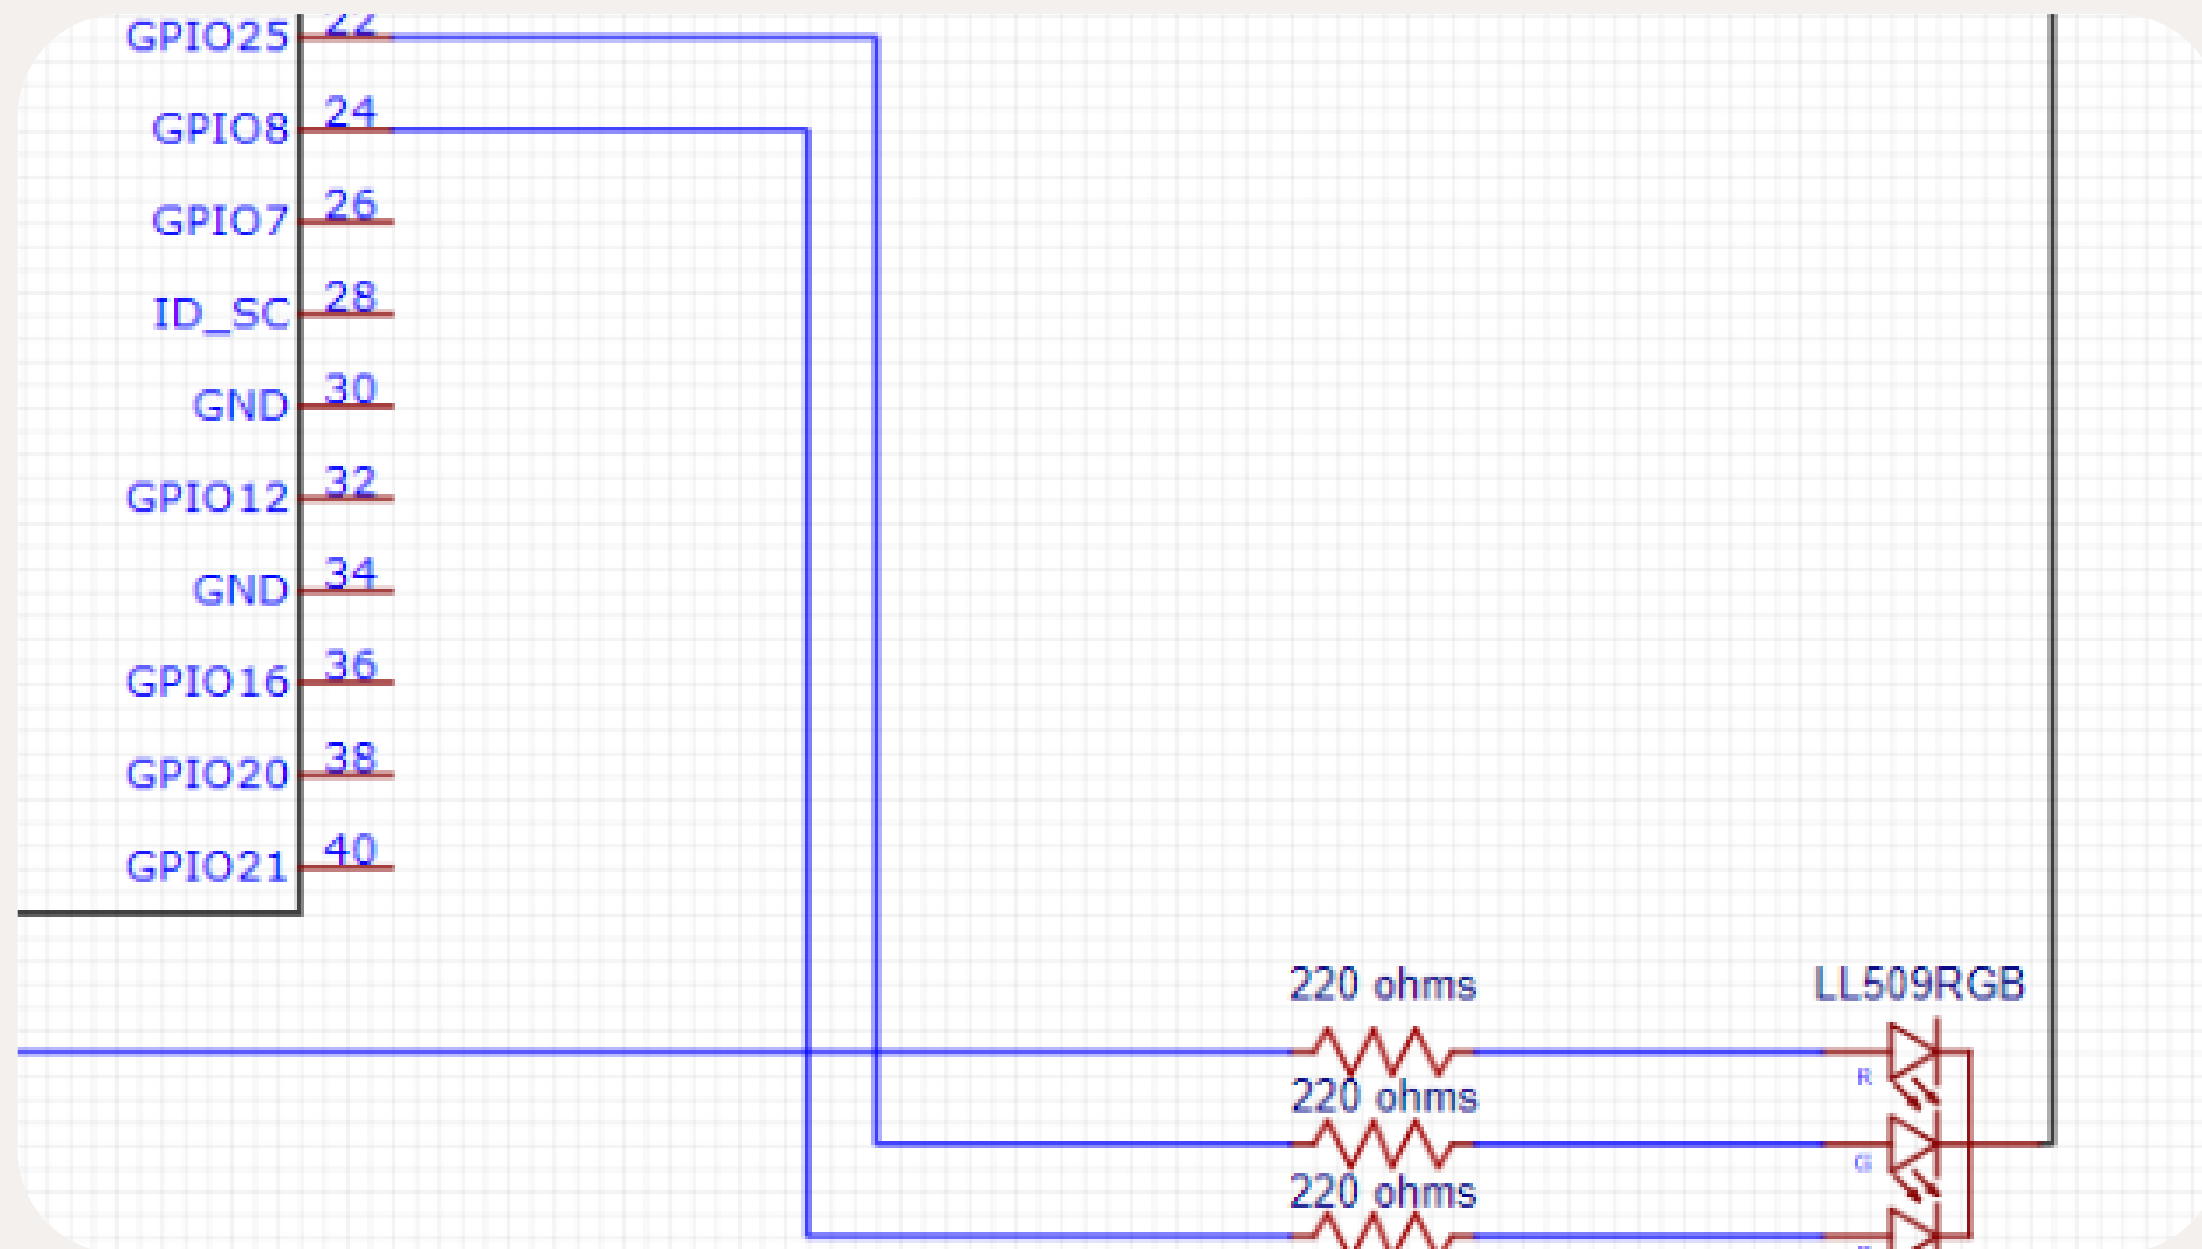 GPIO25 22
GPIO8 24
GPIO7 26
ID_SC 28
GND 30
GPIO12 32
GND 34
GPIO16 36
GPIO20 38
GPIO21 40
220 ohms LL509RGB
R
220 ohms
G
220 ohms